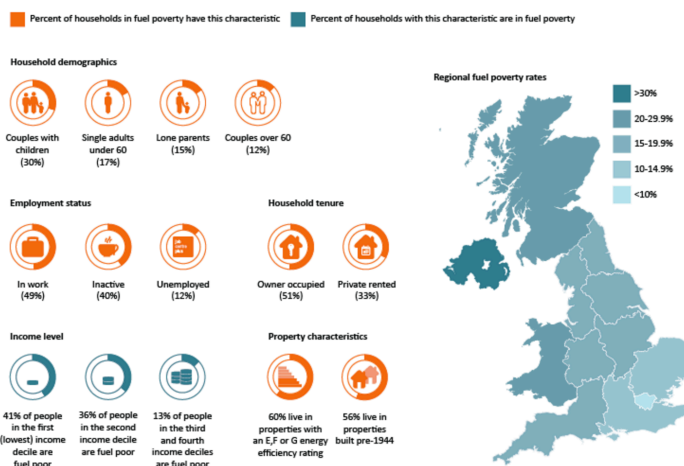 Percent of households in fuel poverty have this characteristic
Percent of households with this characteristic are in fuel poverty
Household demographics
Couples with
children
(30%)
Single adults
under 60
(17%)
Lone parents
(15%)
Couples over 60
(12%)
Employment status
In work
(49%)
Inactive
(40%)
Unemployed
(12%)
Household tenure
Owner occupied
(51%)
Private rented
(33%)
Income level
41% of people
in the first
(lowest) income
decile are
fuel poor
36% of people
in the second
income decile
are fuel poor
13% of people
in the third
and fourth
income deciles
are fuel poor
Property characteristics
60% live in
properties with
an E,F or G energy
efficiency rating
56% live in
properties
built pre-1944
Regional fuel poverty rates
>30%
20-29.9%
15-19.9%
10-14.9%
<10%